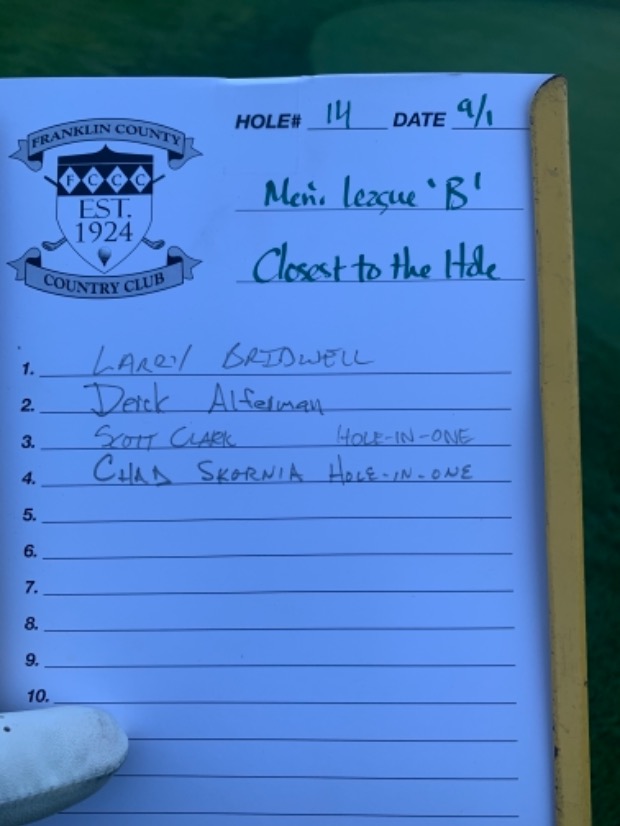 FRANKLIN COUNTY
F C C C
EST.
1924
COUNTRY CLUB
HOLE# 14 DATE 9/1
Men. League 'B'
Closest to the Hole
1. LARRY BRIDWELL
2. Derek Alferman
3. SCOTT CLARK HOLE-IN-ONE
4. CHAD SKORNIA HOLE-IN-ONE
5.
6.
7.
8.
9.
10.